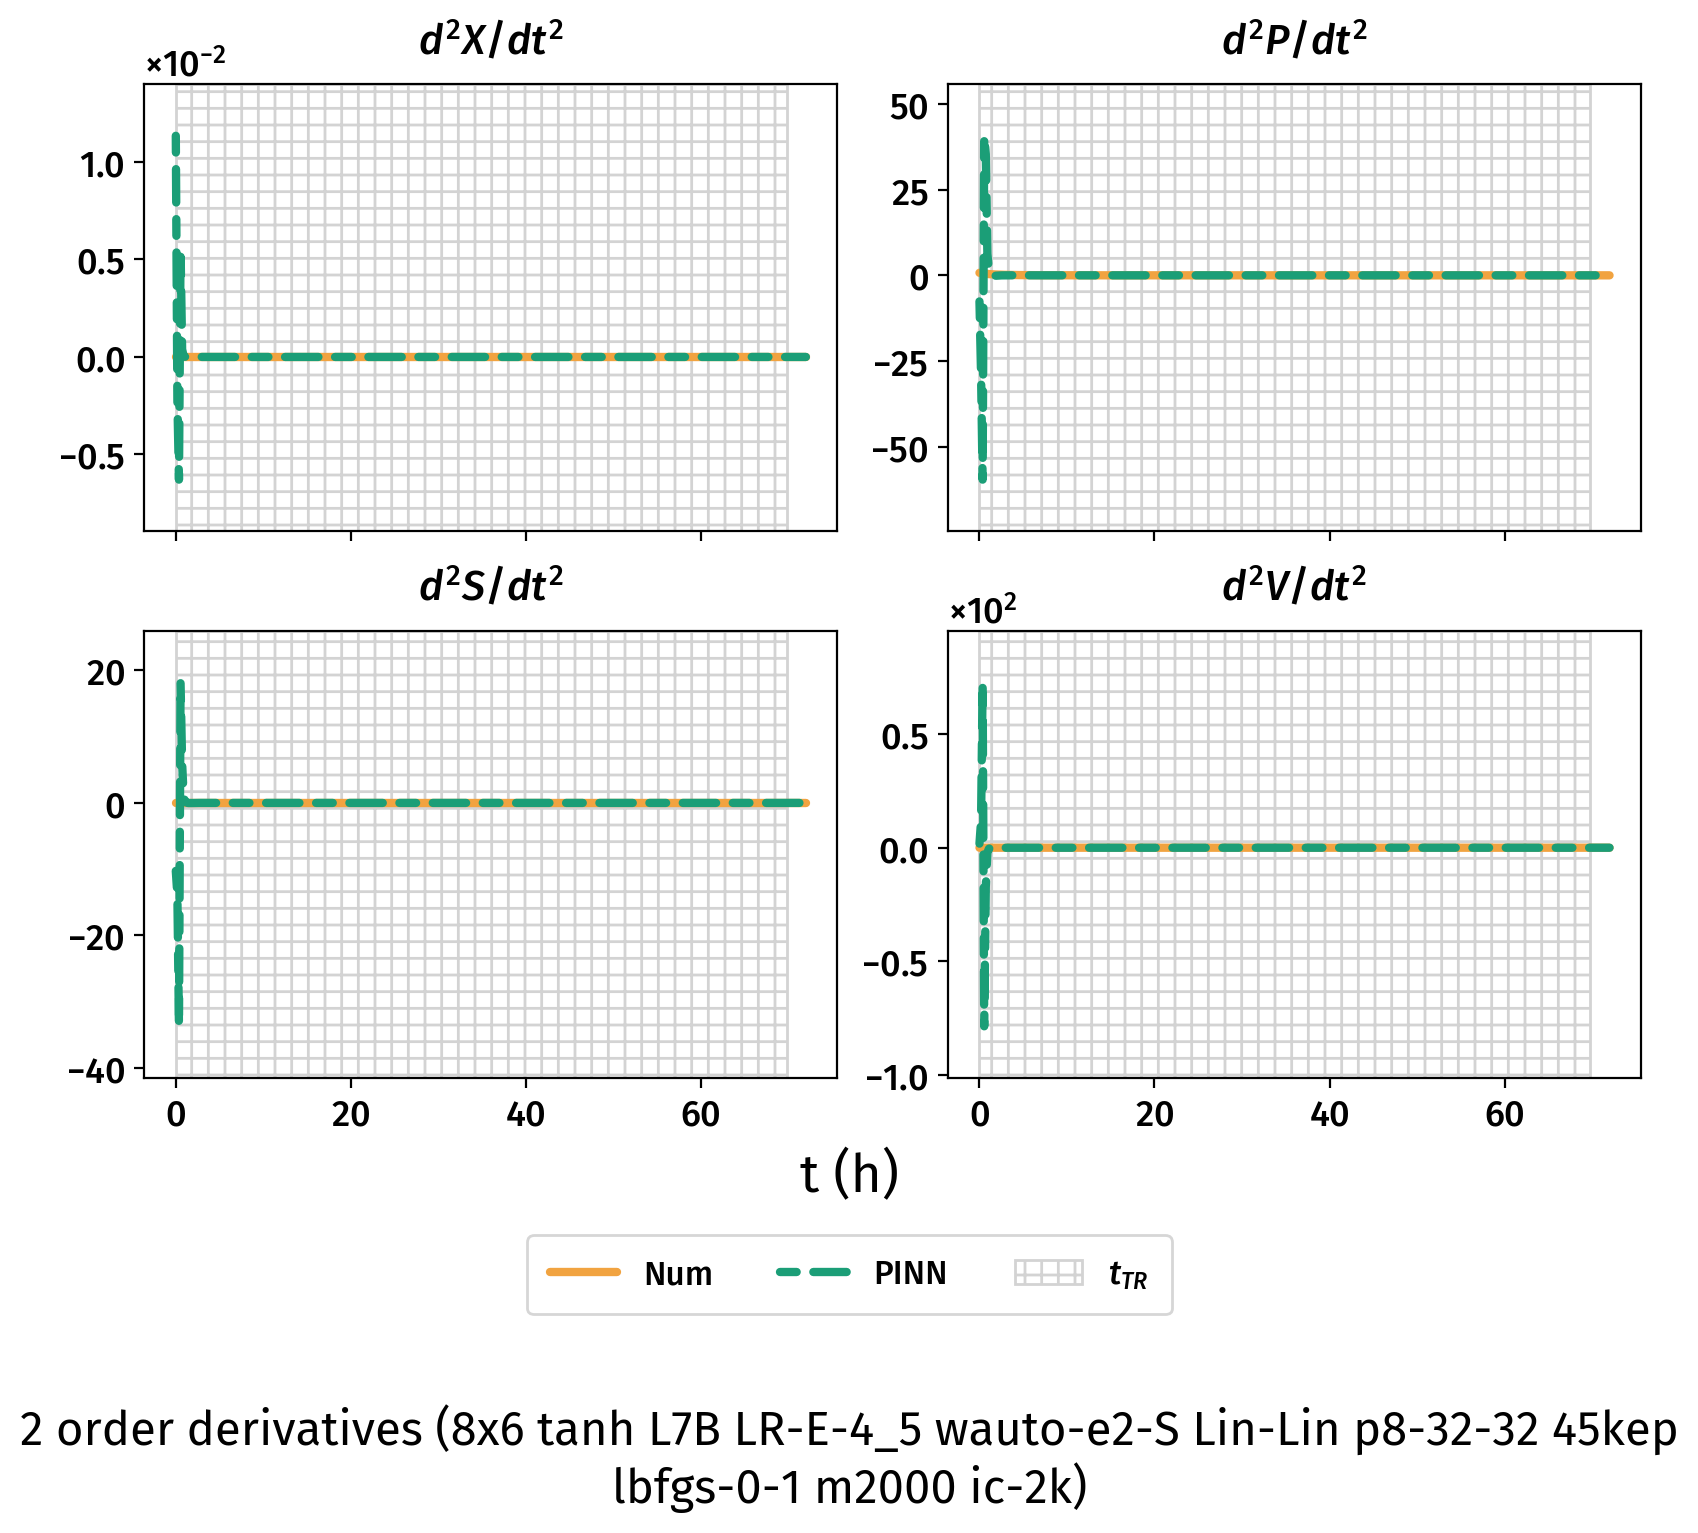 d²X/dt²
×10⁻²
1.0
0.5
0.0
−0.5
d²P/dt²
50
25
0
−25
−50
d²S/dt²
20
0
−20
−40
0 20 40 60
d²V/dt²
×10²
0.5
0.0
−0.5
−1.0
0 20 40 60
t (h)
Num PINN t_TR
2 order derivatives (8x6 tanh L7B LR-E-4_5 wauto-e2-S Lin-Lin p8-32-32 45kep
lbfgs-0-1 m2000 ic-2k)